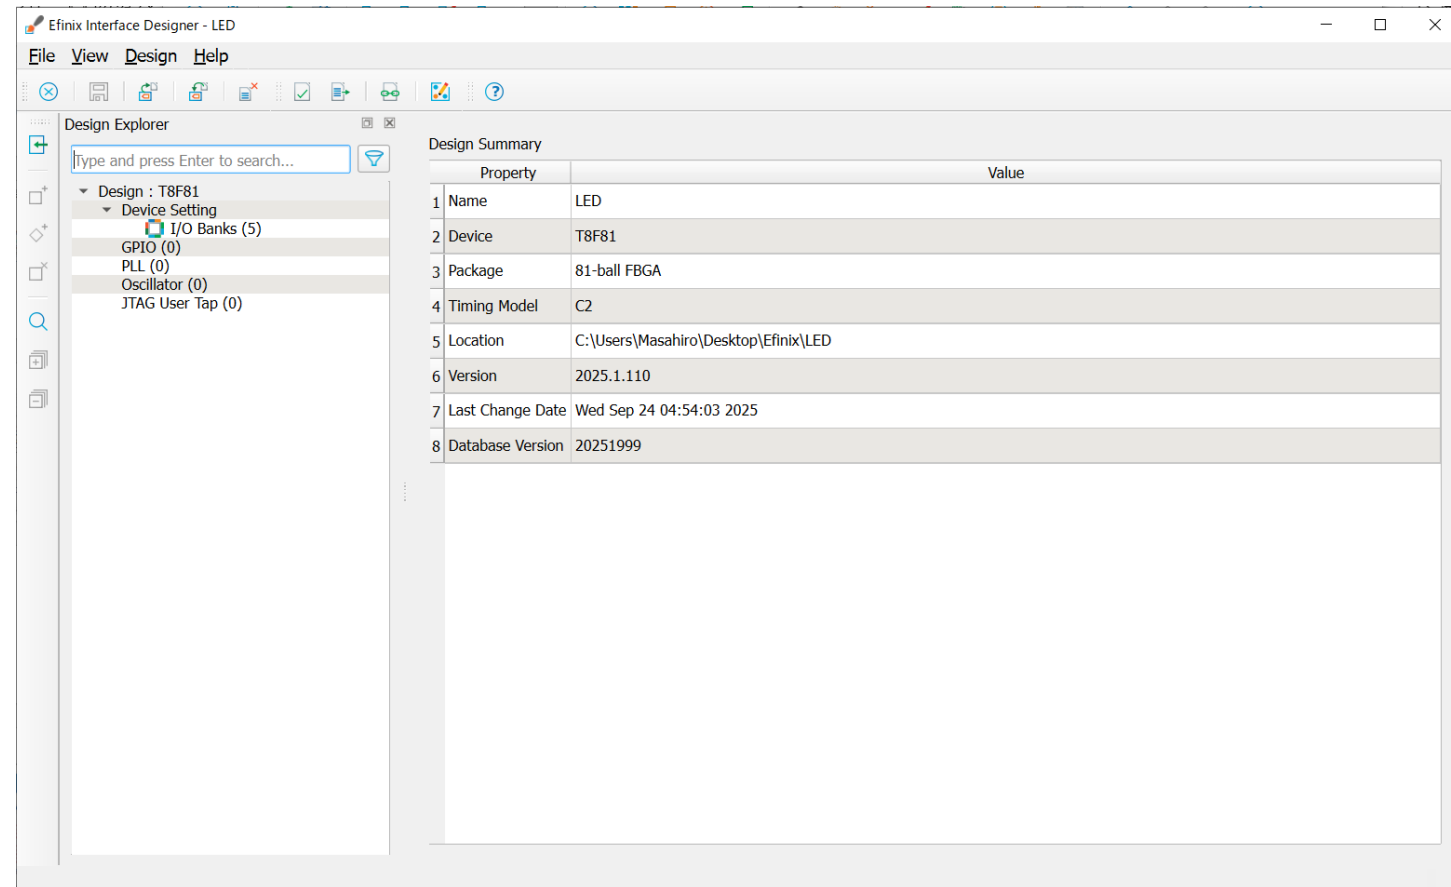 Efinix Interface Designer - LED
File View Design Help
Design Explorer
Type and press Enter to search...
Design : T8F81
Device Setting
I/O Banks (5)
GPIO (0)
PLL (0)
Oscillator (0)
JTAG User Tap (0)
Design Summary
Property Value
1 Name LED
2 Device T8F81
3 Package 81-ball FBGA
4 Timing Model C2
5 Location C:\Users\Masahiro\Desktop\Efinix\LED
6 Version 2025.1.110
7 Last Change Date Wed Sep 24 04:54:03 2025
8 Database Version 20251999